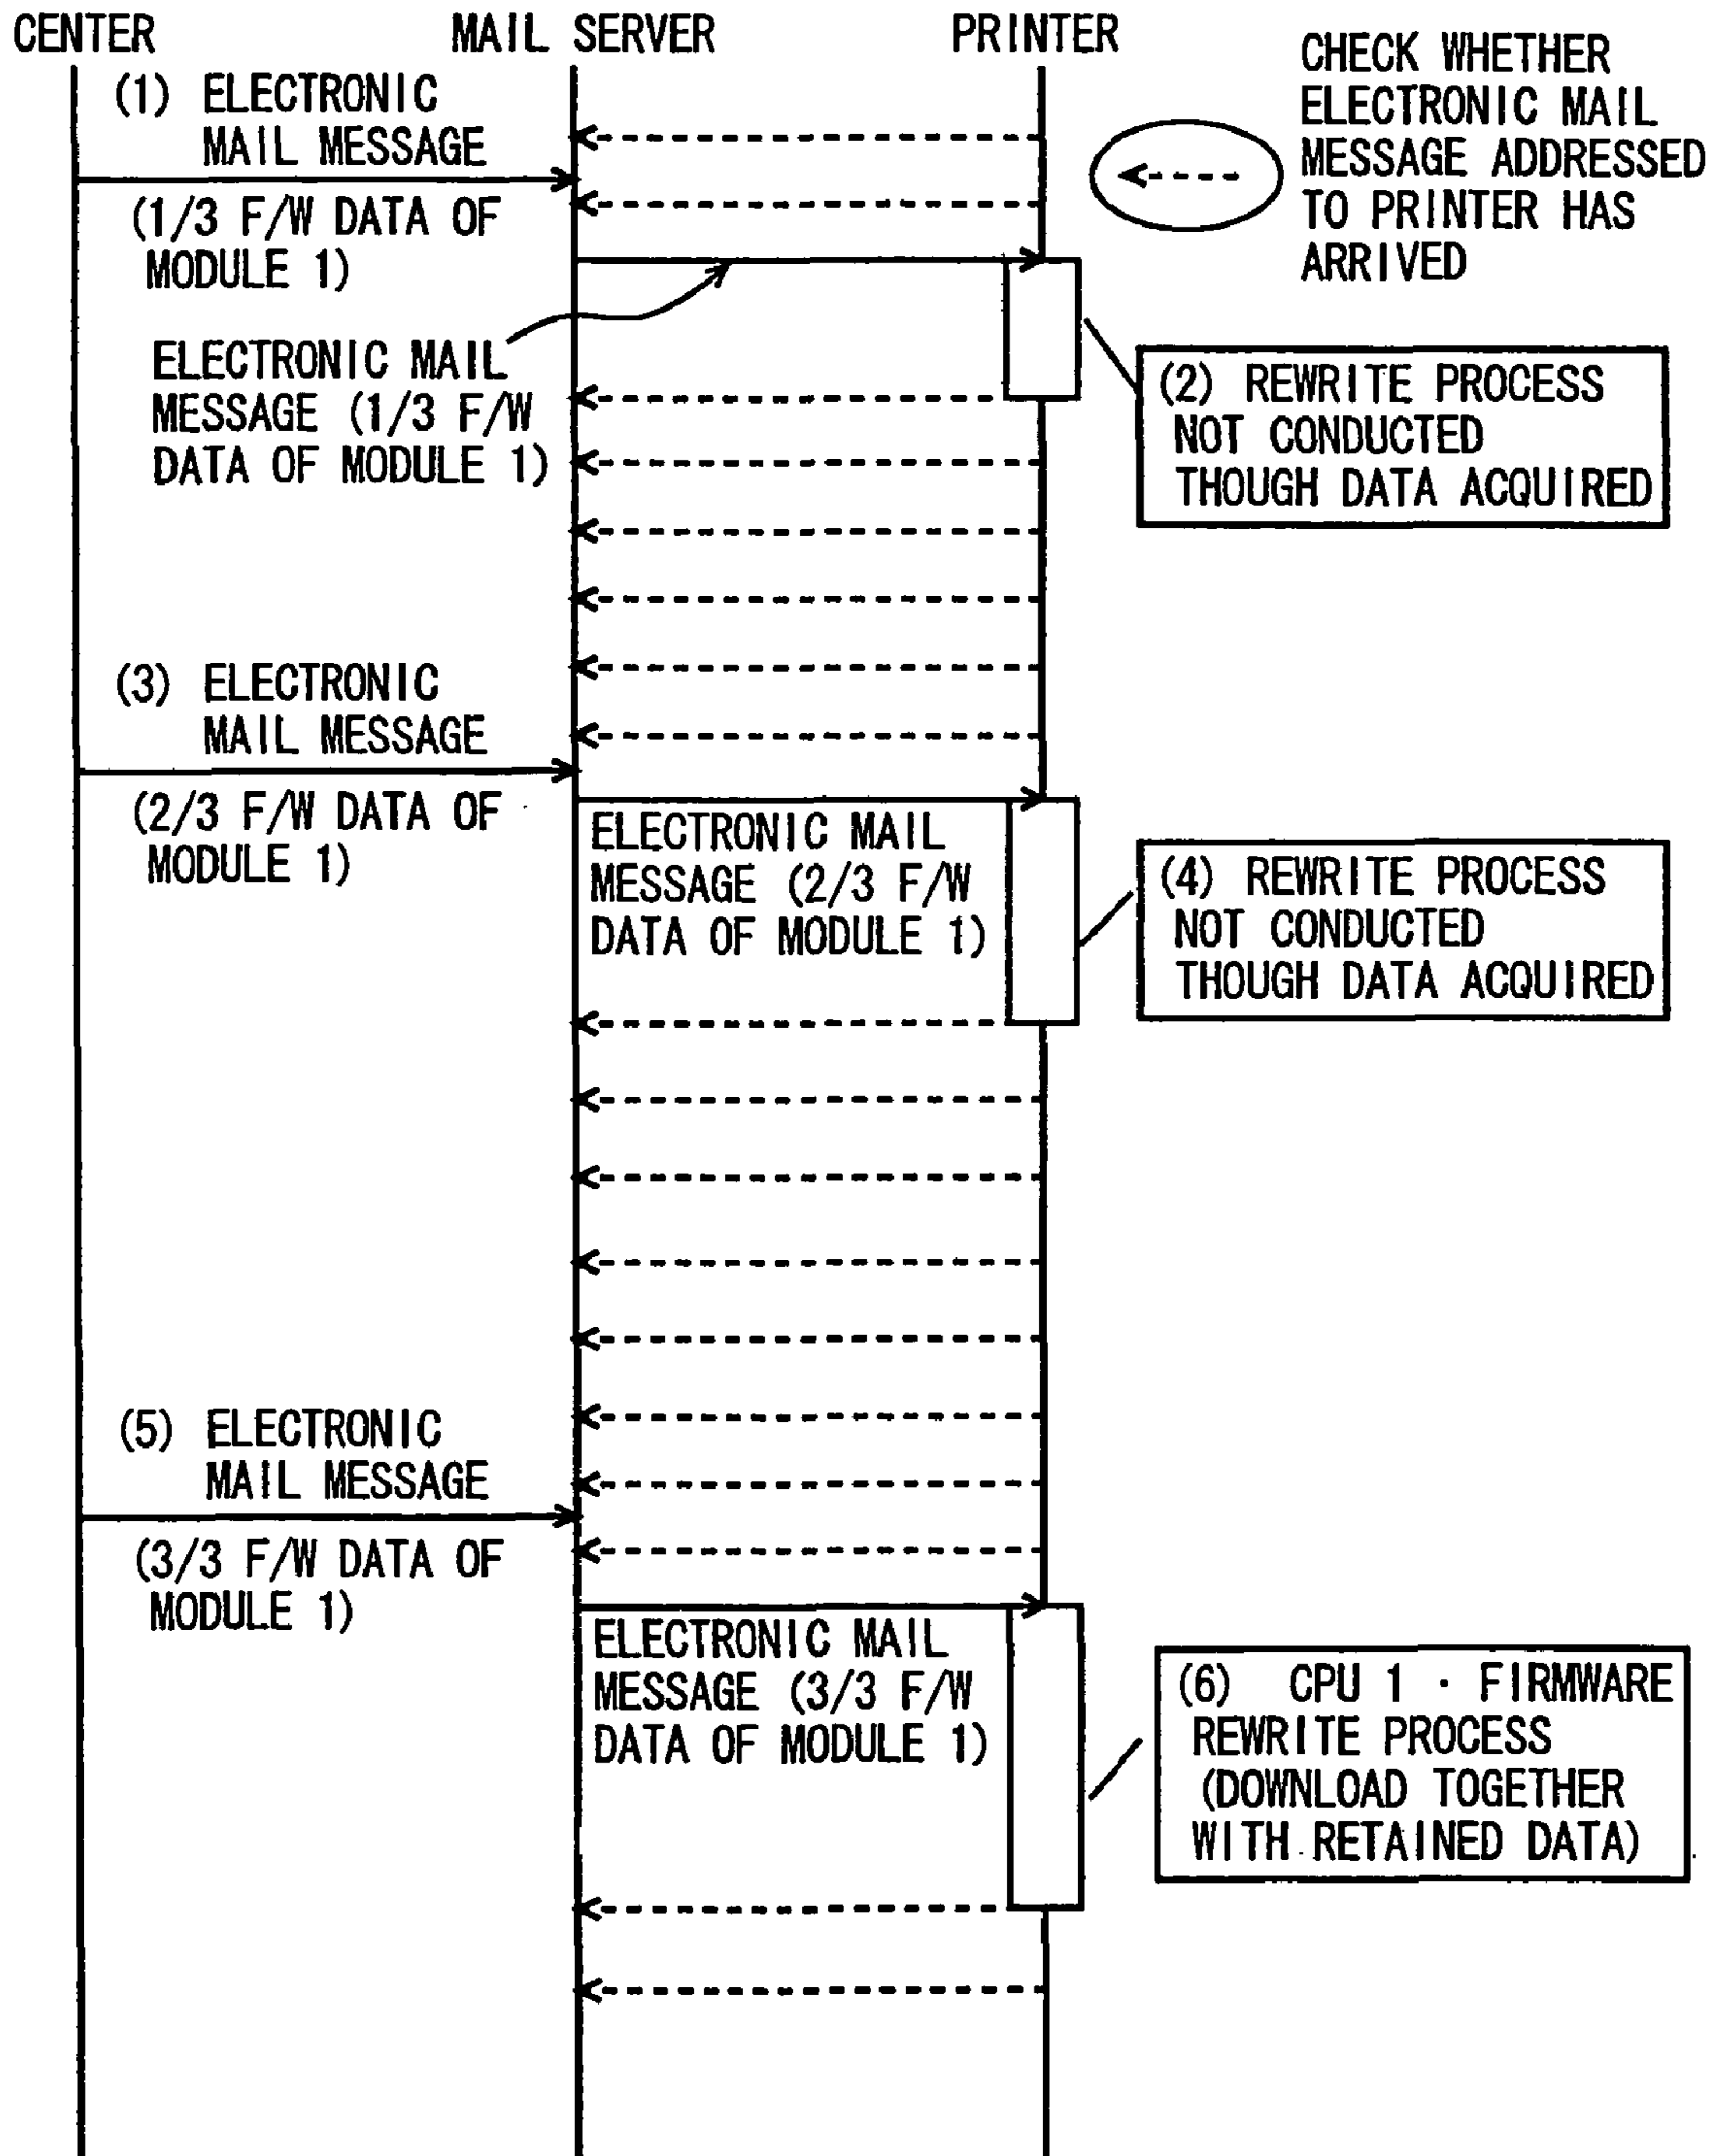 CENTER
MAIL SERVER
PRINTER
CHECK WHETHER
ELECTRONIC MAIL
MESSAGE ADDRESSED
TO PRINTER HAS
ARRIVED
(1) ELECTRONIC
MAIL MESSAGE
(1/3 F/W DATA OF
MODULE 1)
ELECTRONIC MAIL
MESSAGE (1/3 F/W
DATA OF MODULE 1)
(2) REWRITE PROCESS
NOT CONDUCTED
THOUGH DATA ACQUIRED
(3) ELECTRONIC
MAIL MESSAGE
(2/3 F/W DATA OF
MODULE 1)
ELECTRONIC MAIL
MESSAGE (2/3 F/W
DATA OF MODULE 1)
(4) REWRITE PROCESS
NOT CONDUCTED
THOUGH DATA ACQUIRED
(5) ELECTRONIC
MAIL MESSAGE
(3/3 F/W DATA OF
MODULE 1)
ELECTRONIC MAIL
MESSAGE (3/3 F/W
DATA OF MODULE 1)
(6) CPU 1 · FIRMWARE
REWRITE PROCESS
(DOWNLOAD TOGETHER
WITH RETAINED DATA)